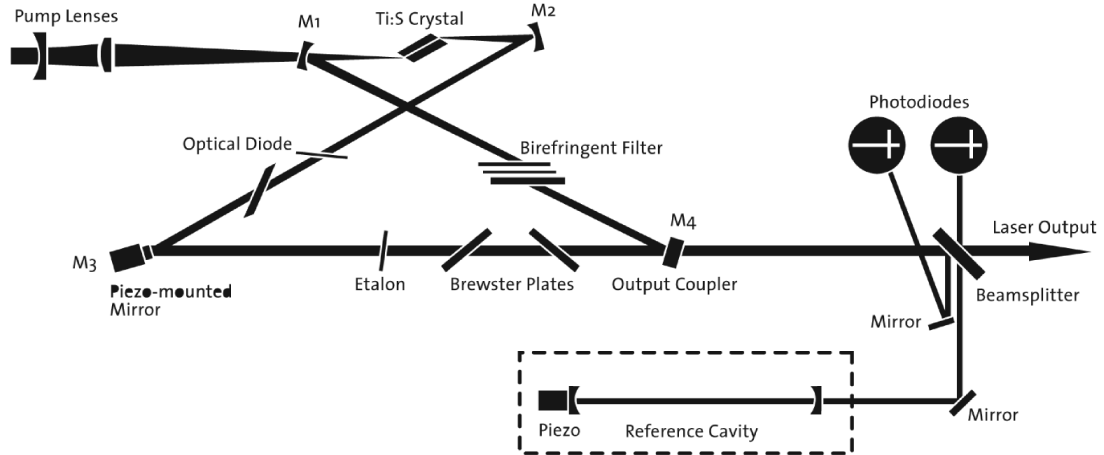 Pump Lenses
M1
Ti:S Crystal
M2
Photodiodes
Optical Diode
Birefringent Filter
M4
Laser Output
M3
Piezo-mounted
Mirror
Etalon
Brewster Plates
Output Coupler
Beamsplitter
Mirror
Mirror
Piezo
Reference Cavity